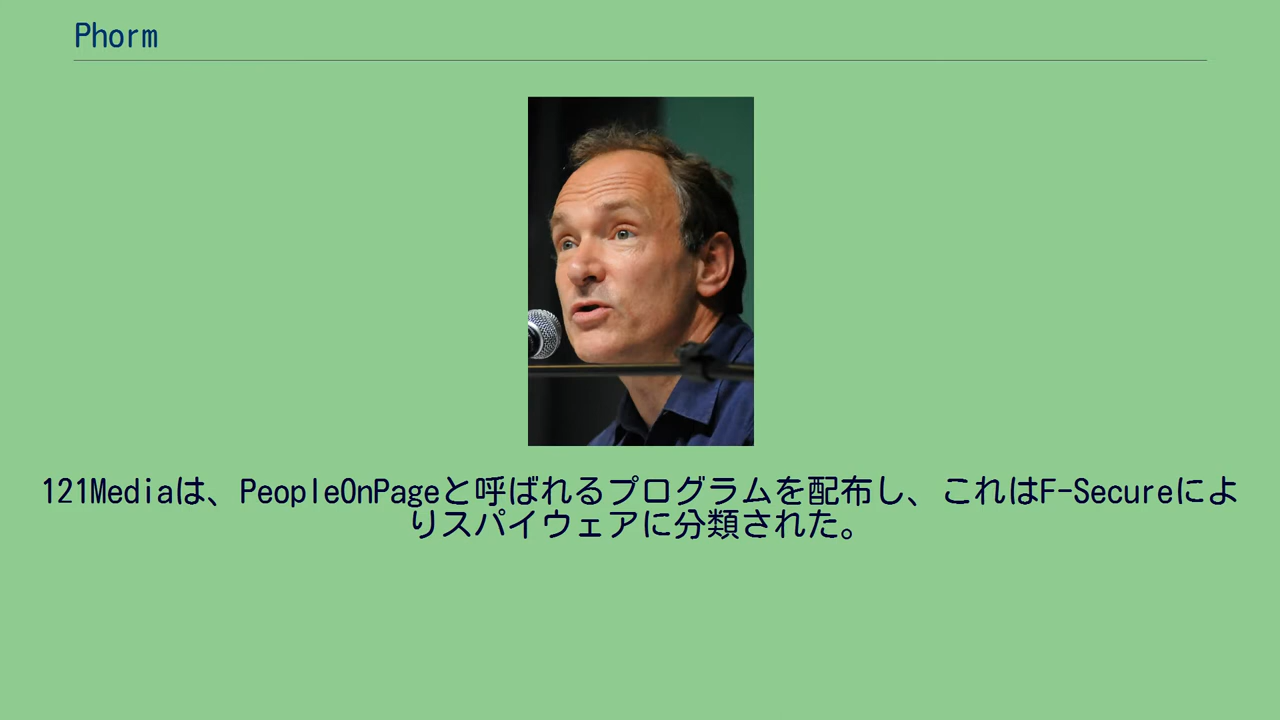 Phorm
121Mediaは、PeopleOnPageと呼ばれるプログラムを配布し、これはF-Secureによ
りスパイウェアに分類された。